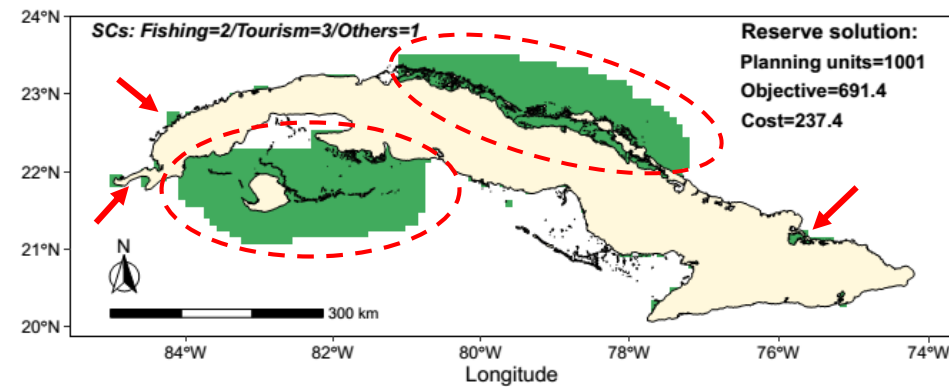 24°N
SCs: Fishing=2/Tourism=3/Others=1
Reserve solution:
Planning units=1001
Objective=691.4
Cost=237.4
23°N
22°N
21°N
20°N
N
300 km
84°W
82°W
80°W
78°W
76°W
74°W
Longitude